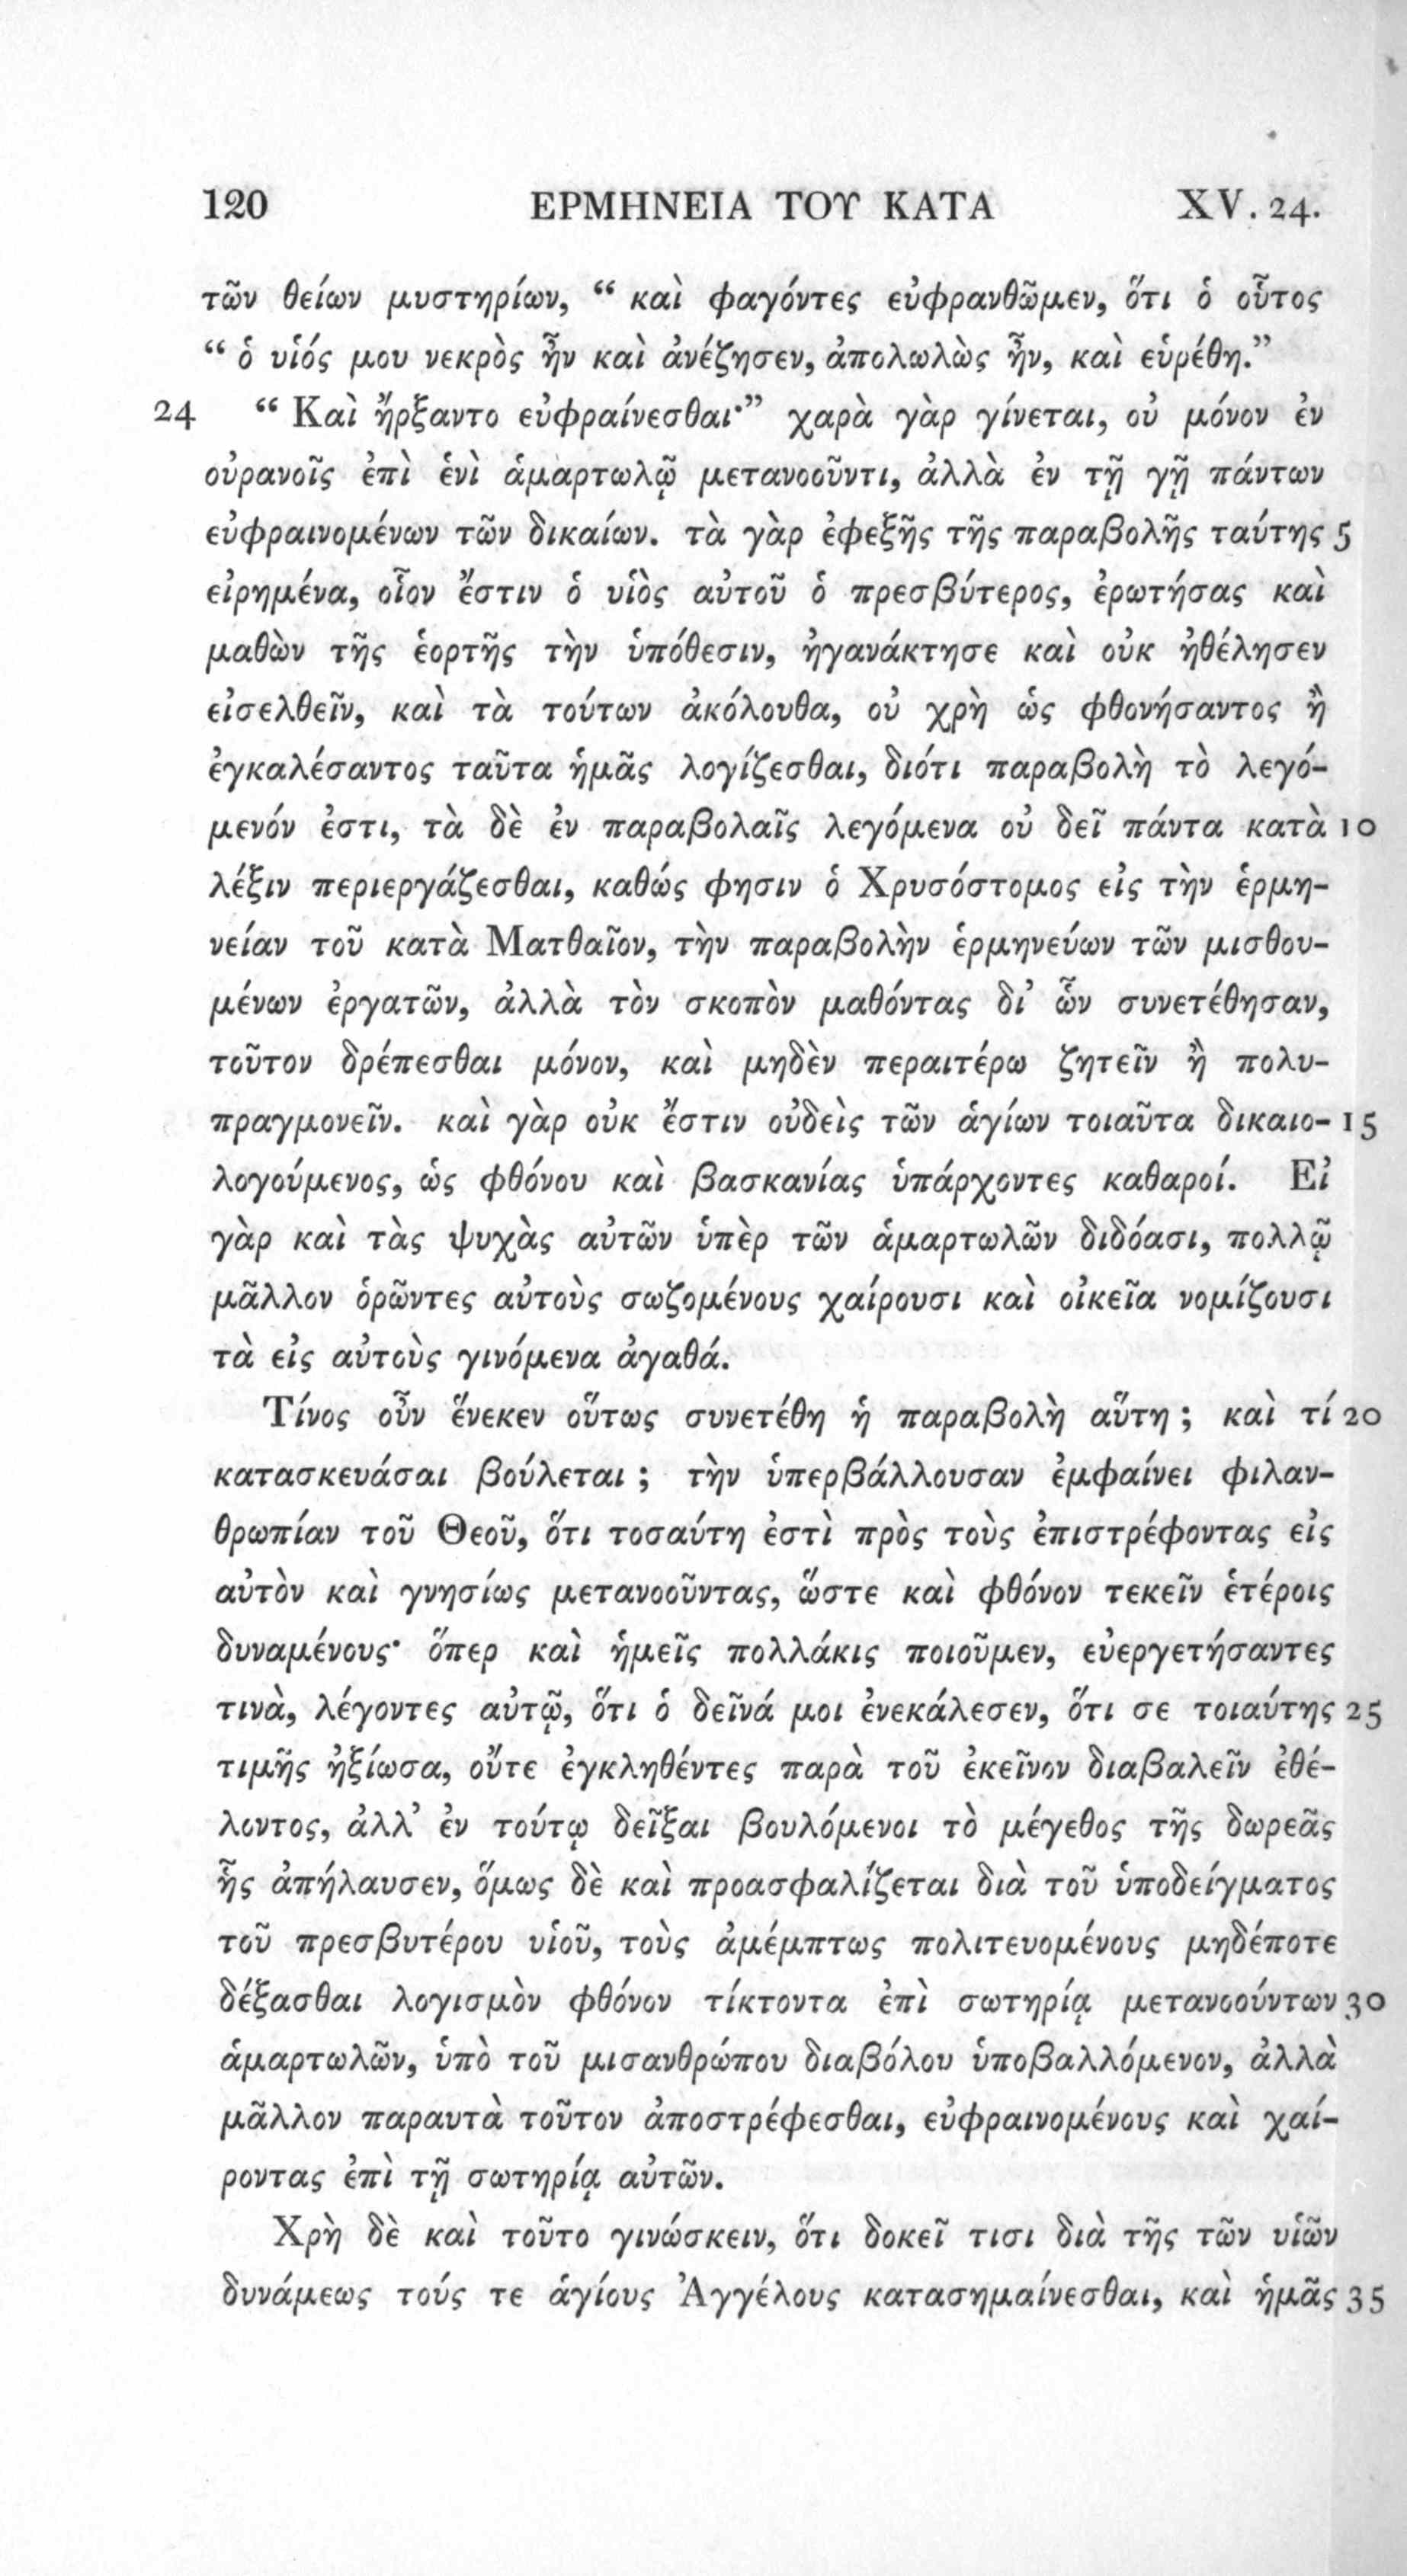 120 ΕΡΜΗΝΕΙΑ ΤΟΥ ΚΑΤΑ XV. 24.
τῶν θείων μυστηρίων, “ καὶ φαγόντες εὐφρανθῶμεν, ὅτι ὁ οὗτος
“ ὁ υἱός μου νεκρὸς ἦν καὶ ἀνέζησεν, ἀπολωλὼς ἦν, καὶ εὑρέθη.”
24 “ Καὶ ἤρξαντο εὐφραίνεσθαι·” χαρὰ γὰρ γίνεται, οὐ μόνον ἐν
οὐρανοῖς ἐπὶ ἑνὶ ἁμαρτωλῷ μετανοοῦντι, ἀλλὰ ἐν τῇ γῇ πάντων
εὐφραινομένων τῶν δικαίων. τὰ γὰρ ἐφεξῆς τῆς παραβολῆς ταύτης 5
εἰρημένα, οἷον ἔστιν ὁ υἱὸς αὐτοῦ ὁ πρεσβύτερος, ἐρωτήσας καὶ
μαθὼν τῆς ἑορτῆς τὴν ὑπόθεσιν, ἠγανάκτησε καὶ οὐκ ἠθέλησεν
εἰσελθεῖν, καὶ τὰ τούτων ἀκόλουθα, οὐ χρὴ ὡς φθονήσαντος ἢ
ἐγκαλέσαντος ταῦτα ἡμᾶς λογίζεσθαι, διότι παραβολὴ τὸ λεγό-
μενόν ἐστι, τὰ δὲ ἐν παραβολαῖς λεγόμενα οὐ δεῖ πάντα κατὰ 10
λέξιν περιεργάζεσθαι, καθώς φησιν ὁ Χρυσόστομος εἰς τὴν ἑρμη-
νείαν τοῦ κατὰ Ματθαῖον, τὴν παραβολὴν ἑρμηνεύων τῶν μισθου-
μένων ἐργατῶν, ἀλλὰ τὸν σκοπὸν μαθόντας δι’ ὧν συνετέθησαν,
τοῦτον δρέπεσθαι μόνον, καὶ μηδὲν περαιτέρω ζητεῖν ἢ πολυ-
πραγμονεῖν. καὶ γὰρ οὐκ ἔστιν οὐδεὶς τῶν ἁγίων τοιαῦτα δικαιο- 15
λογούμενος, ὡς φθόνου καὶ βασκανίας ὑπάρχοντες καθαροί. Εἰ
γὰρ καὶ τὰς ψυχὰς αὐτῶν ὑπὲρ τῶν ἁμαρτωλῶν διδόασι, πολλῷ
μᾶλλον ὁρῶντες αὐτοὺς σωζομένους χαίρουσι καὶ οἰκεῖα νομίζουσι
τὰ εἰς αὐτοὺς γινόμενα ἀγαθά.
Τίνος οὖν ἕνεκεν οὕτως συνετέθη ἡ παραβολὴ αὕτη ; καὶ τί 20
κατασκευάσαι βούλεται ; τὴν ὑπερβάλλουσαν ἐμφαίνει φιλαν-
θρωπίαν τοῦ Θεοῦ, ὅτι τοσαύτη ἐστὶ πρὸς τοὺς ἐπιστρέφοντας εἰς
αὐτὸν καὶ γνησίως μετανοοῦντας, ὥστε καὶ φθόνον τεκεῖν ἑτέροις
δυναμένους· ὅπερ καὶ ἡμεῖς πολλάκις ποιοῦμεν, εὐεργετήσαντες
τινὰ, λέγοντες αὐτῷ, ὅτι ὁ δεῖνά μοι ἐνεκάλεσεν, ὅτι σε τοιαύτης 25
τιμῆς ἠξίωσα, οὔτε ἐγκληθέντες παρὰ τοῦ ἐκεῖνον διαβαλεῖν ἐθέ-
λοντος, ἀλλ’ ἐν τούτῳ δεῖξαι βουλόμενοι τὸ μέγεθος τῆς δωρεᾶς
ἧς ἀπήλαυσεν, ὅμως δὲ καὶ προασφαλίζεται διὰ τοῦ ὑποδείγματος
τοῦ πρεσβυτέρου υἱοῦ, τοὺς ἀμέμπτως πολιτευομένους μηδέποτε
δέξασθαι λογισμὸν φθόνον τίκτοντα ἐπὶ σωτηρίᾳ μετανοούντων 30
ἁμαρτωλῶν, ὑπὸ τοῦ μισανθρώπου διαβόλου ὑποβαλλόμενον, ἀλλὰ
μᾶλλον παραυτὰ τοῦτον ἀποστρέφεσθαι, εὐφραινομένους καὶ χαί-
ροντας ἐπὶ τῇ σωτηρίᾳ αὐτῶν.
Χρὴ δὲ καὶ τοῦτο γινώσκειν, ὅτι δοκεῖ τισι διὰ τῆς τῶν υἱῶν
δυνάμεως τούς τε ἁγίους Ἀγγέλους κατασημαίνεσθαι, καὶ ἡμᾶς 35